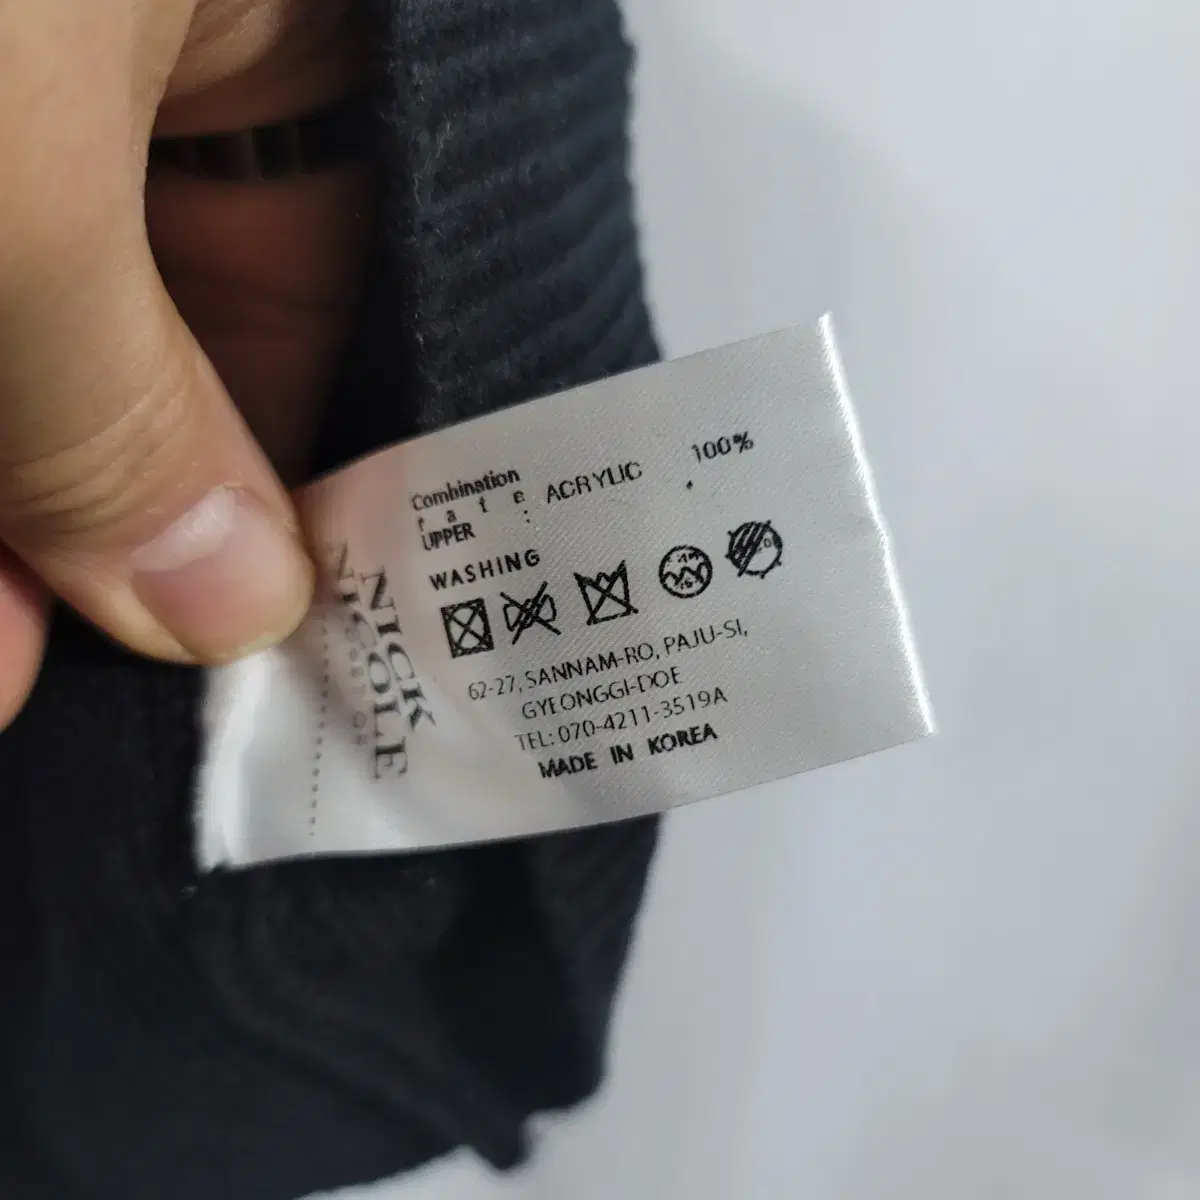 Combination
rate : ACRYLIC 100%
UPPER
WASHING
62-27, SANNAM-RO, PAJU-SI,
GYEONGGI-DOE
TEL: 070-4211-3519A
MADE IN KOREA
NICK
NICOLE